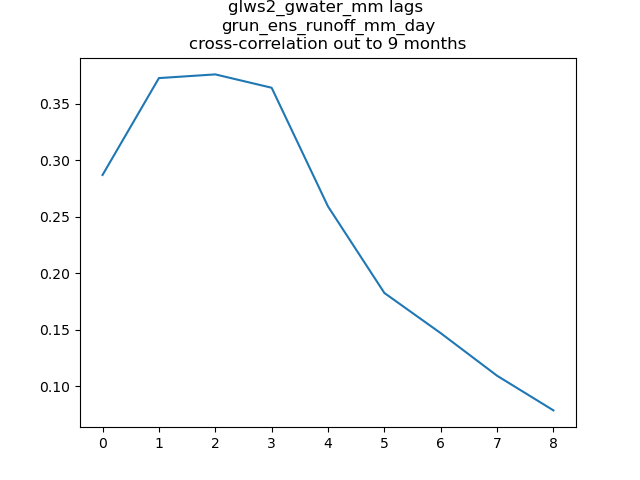 glws2_gwater_mm lags
grun_ens_runoff_mm_day
cross-correlation out to 9 months
0.35
0.30
0.25
0.20
0.15
0.10
0 1 2 3 4 5 6 7 8